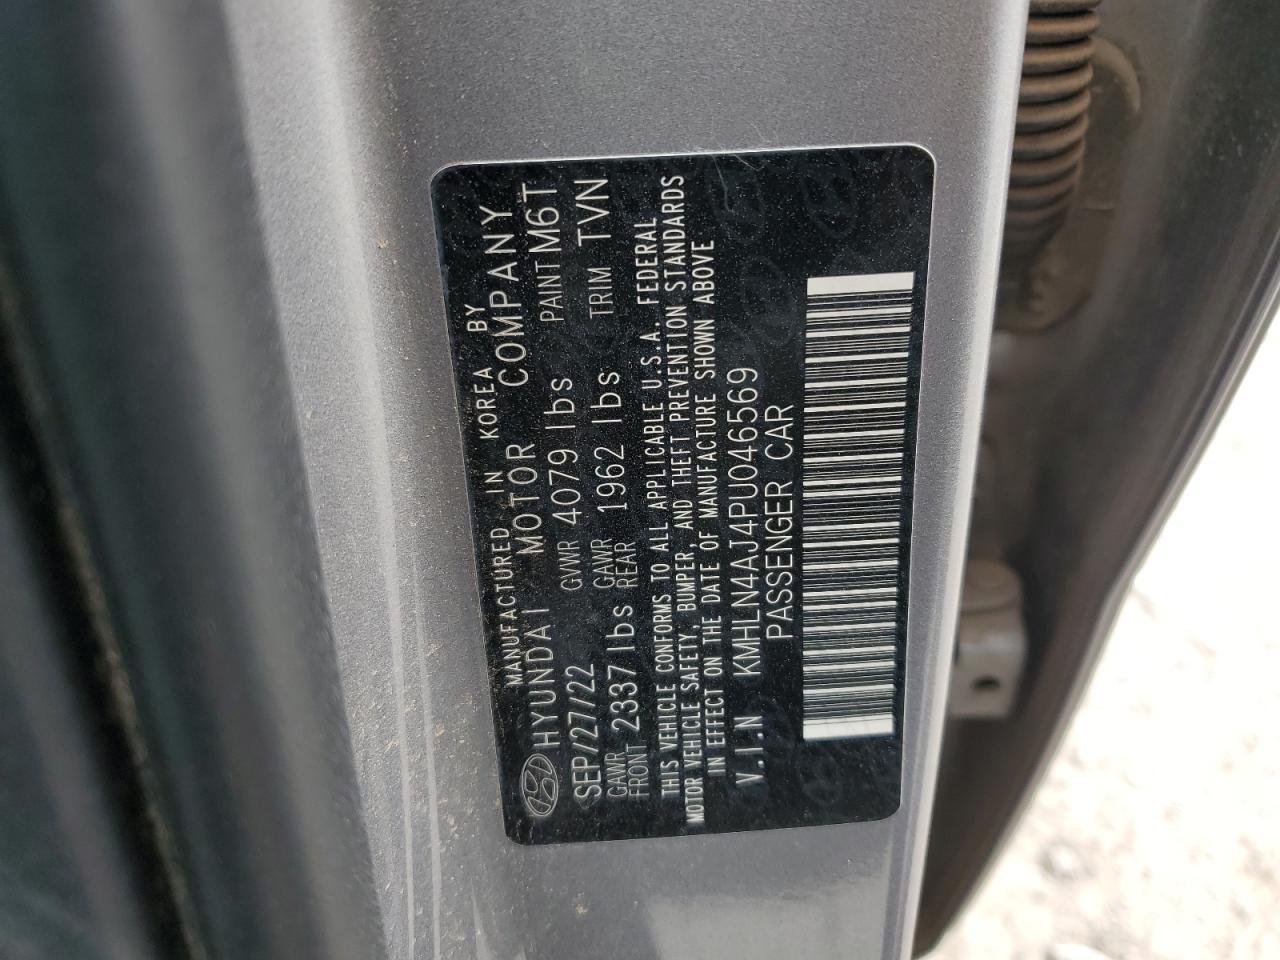 MANUFACTURED IN KOREA BY
HYUNDAI MOTOR COMPANY
SEP/27/22 GVWR 4079 lbs PAINT M6T
GAWR FRONT 2337 lbs GAWR REAR 1962 lbs TRIM TVN
THIS VEHICLE CONFORMS TO ALL APPLICABLE U.S.A. FEDERAL
MOTOR VEHICLE SAFETY, BUMPER, AND THEFT PREVENTION STANDARDS
IN EFFECT ON THE DATE OF MANUFACTURE SHOWN ABOVE
V.I.N KMHLN4AJ4PU046569
PASSENGER CAR